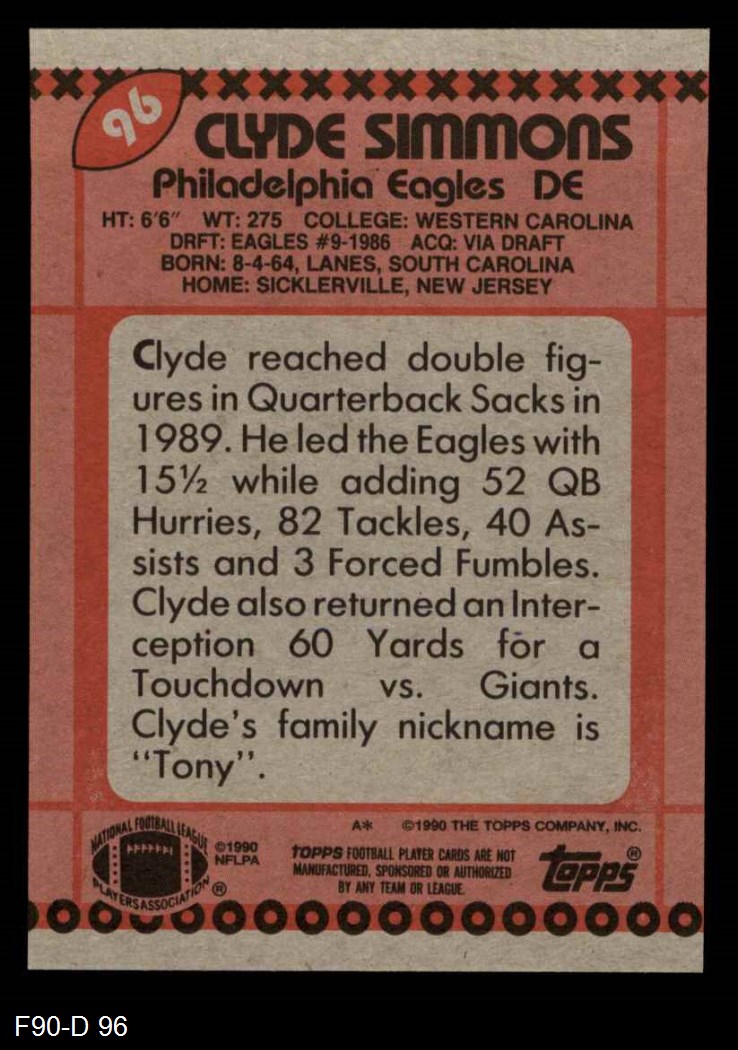 96
CLYDE SIMMONS
Philadelphia Eagles DE
HT: 6'6" WT: 275 COLLEGE: WESTERN CAROLINA
DRFT: EAGLES #9-1986 ACQ: VIA DRAFT
BORN: 8-4-64, LANES, SOUTH CAROLINA
HOME: SICKLERVILLE, NEW JERSEY
Clyde reached double fig-
ures in Quarterback Sacks in
1989. He led the Eagles with
15½ while adding 52 QB
Hurries, 82 Tackles, 40 As-
sists and 3 Forced Fumbles.
Clyde also returned an Inter-
ception 60 Yards for a
Touchdown vs. Giants.
Clyde's family nickname is
"Tony".
NATIONAL FOOTBALL LEAGUE
PLAYERS ASSOCIATION ®
©1990
NFLPA
A* ©1990 THE TOPPS COMPANY, INC.
TOPPS FOOTBALL PLAYER CARDS ARE NOT
MANUFACTURED, SPONSORED OR AUTHORIZED
BY ANY TEAM OR LEAGUE.
topps®
F90-D 96